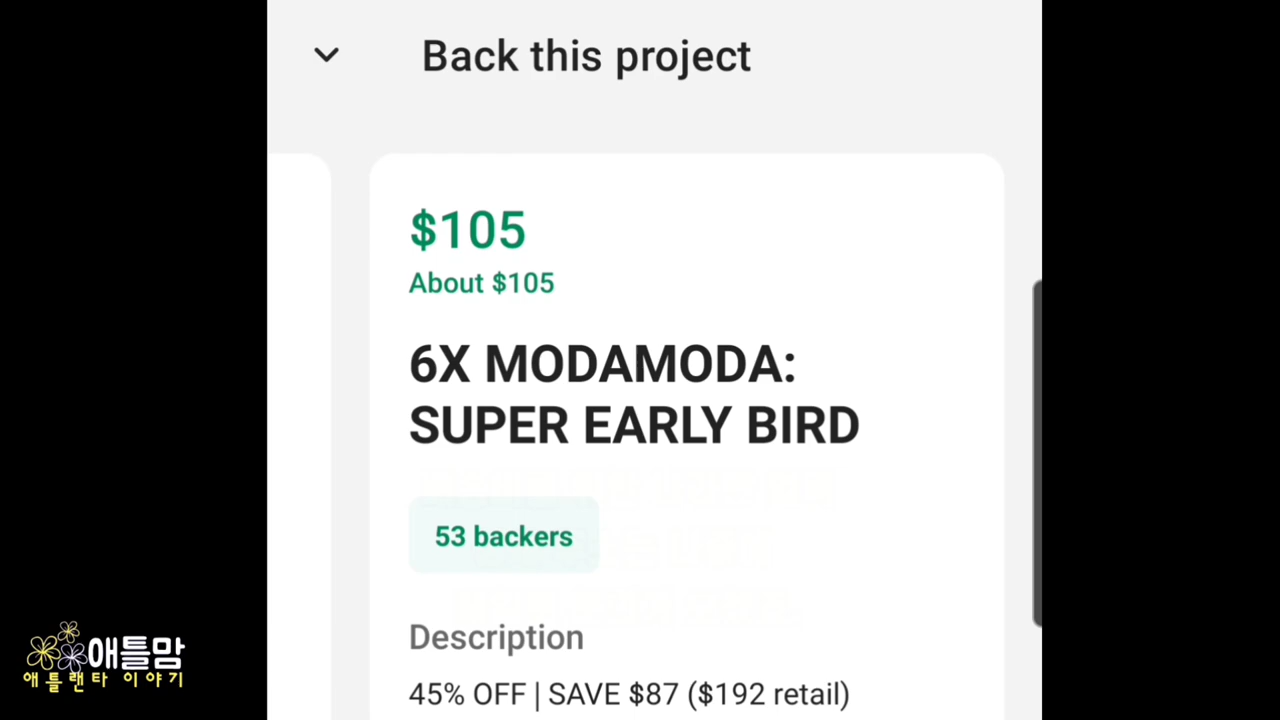 Back this project
$105
About $105
6X MODAMODA:
SUPER EARLY BIRD
53 backers
Description
45% OFF | SAVE $87 ($192 retail)
애틀맘
애틀랜타 이야기